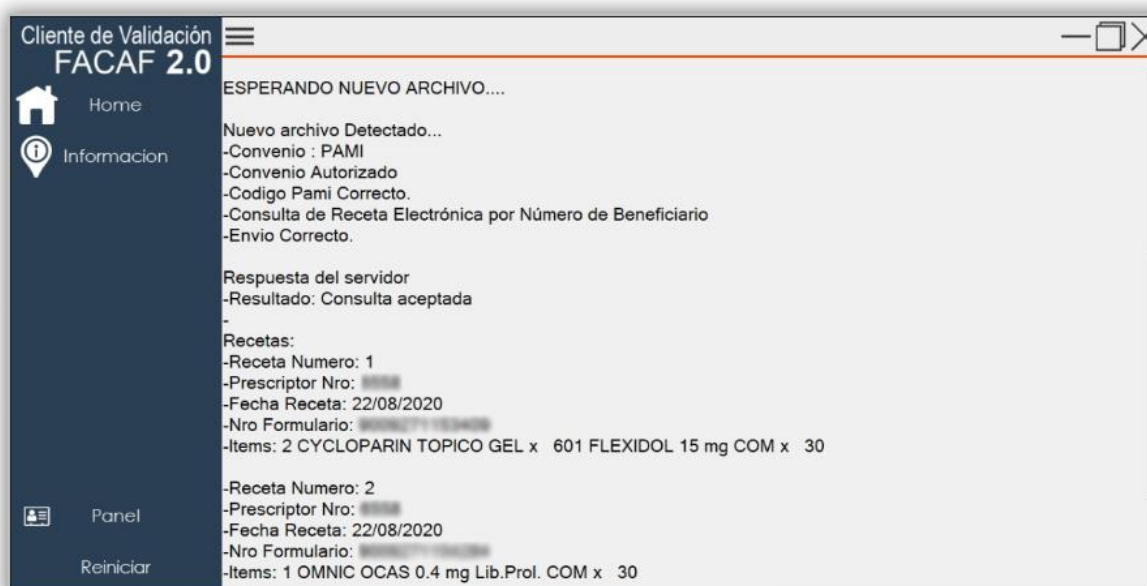 Cliente de Validación
FACAF 2.0
Home
Informacion
Panel
Reiniciar
ESPERANDO NUEVO ARCHIVO....
Nuevo archivo Detectado...
-Convenio : PAMI
-Convenio Autorizado
-Codigo Pami Correcto.
-Consulta de Receta Electrónica por Número de Beneficiario
-Envio Correcto.
Respuesta del servidor
-Resultado: Consulta aceptada
-
Recetas:
-Receta Numero: 1
-Prescriptor Nro:
-Fecha Receta: 22/08/2020
-Nro Formulario:
-Items: 2 CYCLOPARIN TOPICO GEL x 601 FLEXIDOL 15 mg COM x 30
-Receta Numero: 2
-Prescriptor Nro:
-Fecha Receta: 22/08/2020
-Nro Formulario:
-Items: 1 OMNIC OCAS 0.4 mg Lib.Prol. COM x 30